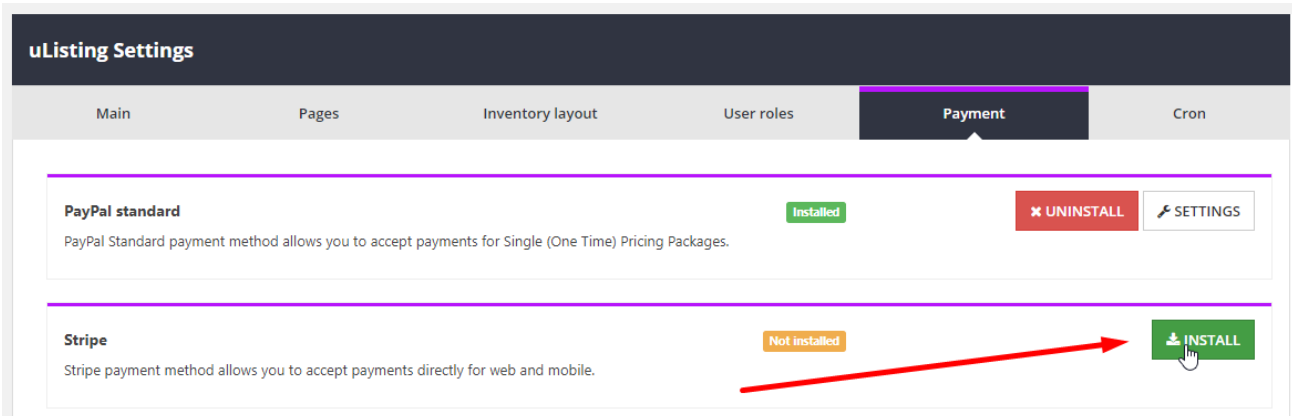 uListing Settings
Main Pages Inventory layout User roles Payment Cron
PayPal standard Installed UNINSTALL SETTINGS
PayPal Standard payment method allows you to accept payments for Single (One Time) Pricing Packages.
Stripe Not installed INSTALL
Stripe payment method allows you to accept payments directly for web and mobile.